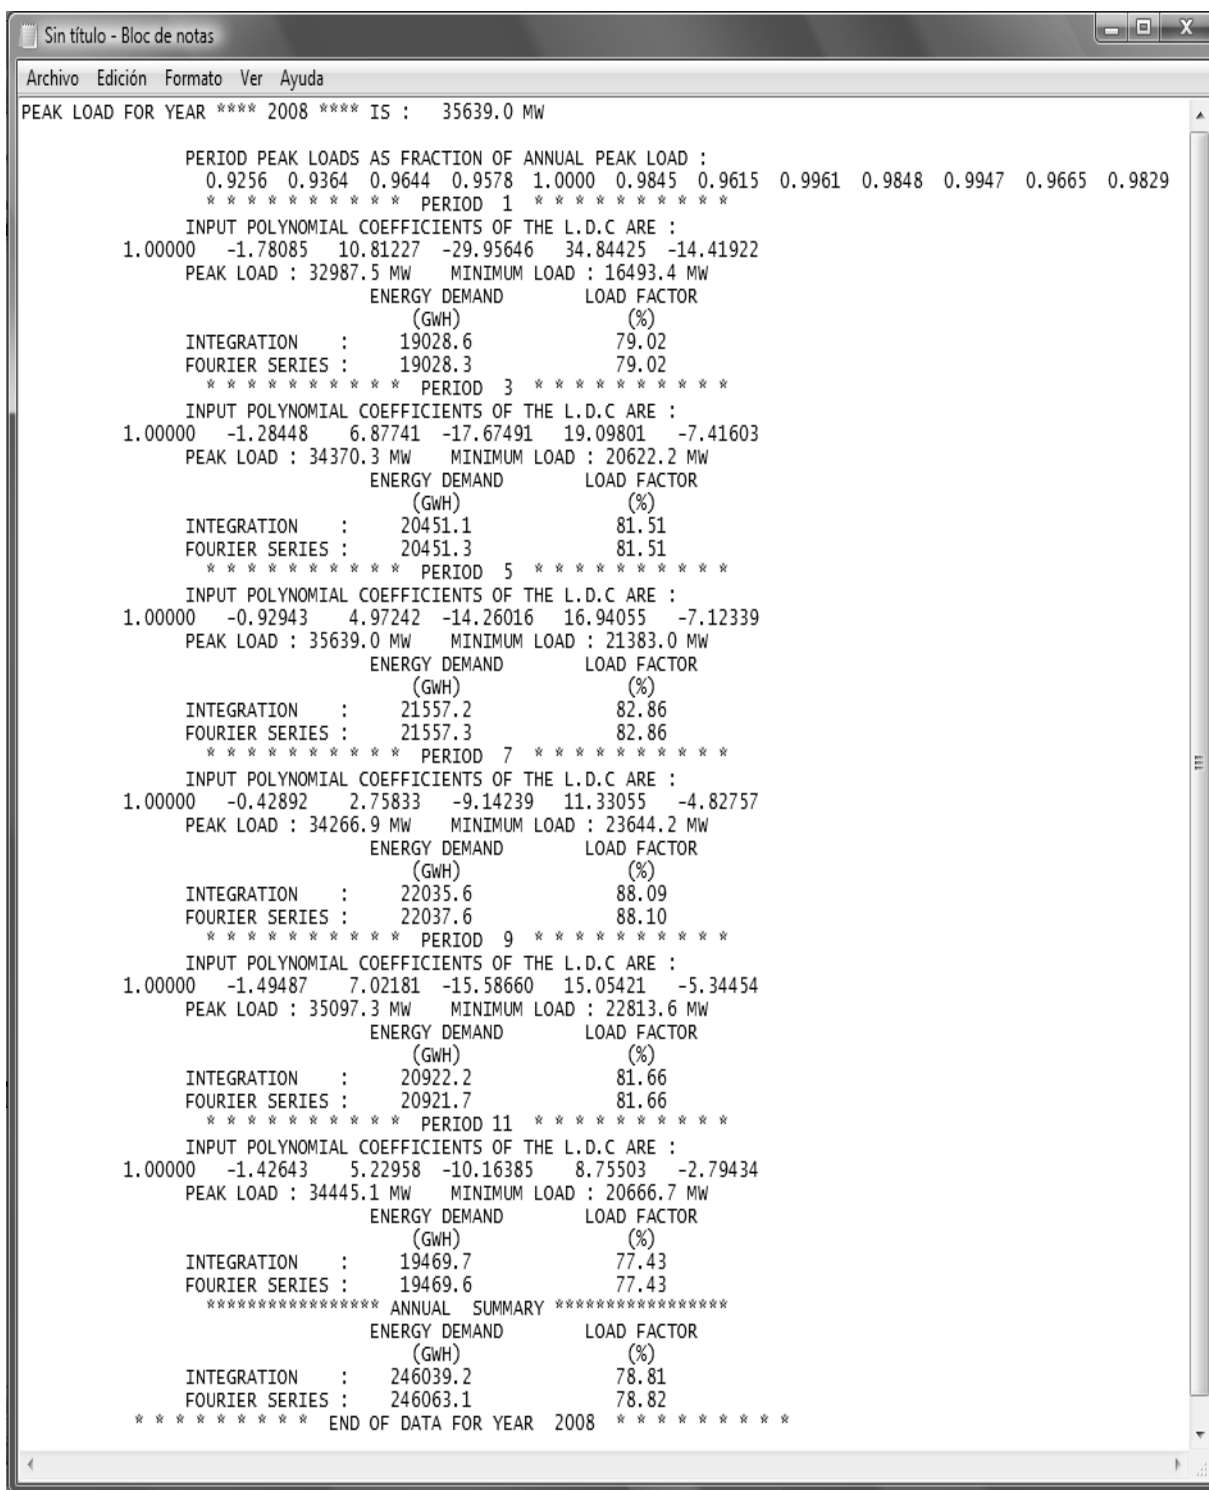 Sin título - Bloc de notas
Archivo Edición Formato Ver Ayuda
PEAK LOAD FOR YEAR **** 2008 **** IS : 35639.0 MW
PERIOD PEAK LOADS AS FRACTION OF ANNUAL PEAK LOAD :
0.9256 0.9364 0.9644 0.9578 1.0000 0.9845 0.9615 0.9961 0.9848 0.9947 0.9665 0.9829
* * * * * * * * * * PERIOD 1 * * * * * * * * * *
INPUT POLYNOMIAL COEFFICIENTS OF THE L.D.C ARE :
1.00000 -1.78085 10.81227 -29.95646 34.84425 -14.41922
PEAK LOAD : 32987.5 MW MINIMUM LOAD : 16493.4 MW
ENERGY DEMAND LOAD FACTOR
(GWH) (%)
INTEGRATION : 19028.6 79.02
FOURIER SERIES : 19028.3 79.02
* * * * * * * * * * PERIOD 3 * * * * * * * * * *
INPUT POLYNOMIAL COEFFICIENTS OF THE L.D.C ARE :
1.00000 -1.28448 6.87741 -17.67491 19.09801 -7.41603
PEAK LOAD : 34370.3 MW MINIMUM LOAD : 20622.2 MW
ENERGY DEMAND LOAD FACTOR
(GWH) (%)
INTEGRATION : 20451.1 81.51
FOURIER SERIES : 20451.3 81.51
* * * * * * * * * * PERIOD 5 * * * * * * * * * *
INPUT POLYNOMIAL COEFFICIENTS OF THE L.D.C ARE :
1.00000 -0.92943 4.97242 -14.26016 16.94055 -7.12339
PEAK LOAD : 35639.0 MW MINIMUM LOAD : 21383.0 MW
ENERGY DEMAND LOAD FACTOR
(GWH) (%)
INTEGRATION : 21557.2 82.86
FOURIER SERIES : 21557.3 82.86
* * * * * * * * * * PERIOD 7 * * * * * * * * * *
INPUT POLYNOMIAL COEFFICIENTS OF THE L.D.C ARE :
1.00000 -0.42892 2.75833 -9.14239 11.33055 -4.82757
PEAK LOAD : 34266.9 MW MINIMUM LOAD : 23644.2 MW
ENERGY DEMAND LOAD FACTOR
(GWH) (%)
INTEGRATION : 22035.6 88.09
FOURIER SERIES : 22037.6 88.10
* * * * * * * * * * PERIOD 9 * * * * * * * * * *
INPUT POLYNOMIAL COEFFICIENTS OF THE L.D.C ARE :
1.00000 -1.49487 7.02181 -15.58660 15.05421 -5.34454
PEAK LOAD : 35097.3 MW MINIMUM LOAD : 22813.6 MW
ENERGY DEMAND LOAD FACTOR
(GWH) (%)
INTEGRATION : 20922.2 81.66
FOURIER SERIES : 20921.7 81.66
* * * * * * * * * * PERIOD 11 * * * * * * * * * *
INPUT POLYNOMIAL COEFFICIENTS OF THE L.D.C ARE :
1.00000 -1.42643 5.22958 -10.16385 8.75503 -2.79434
PEAK LOAD : 34445.1 MW MINIMUM LOAD : 20666.7 MW
ENERGY DEMAND LOAD FACTOR
(GWH) (%)
INTEGRATION : 19469.7 77.43
FOURIER SERIES : 19469.6 77.43
***************** ANNUAL SUMMARY *****************
ENERGY DEMAND LOAD FACTOR
(GWH) (%)
INTEGRATION : 246039.2 78.81
FOURIER SERIES : 246063.1 78.82
* * * * * * * * * END OF DATA FOR YEAR 2008 * * * * * * * * *